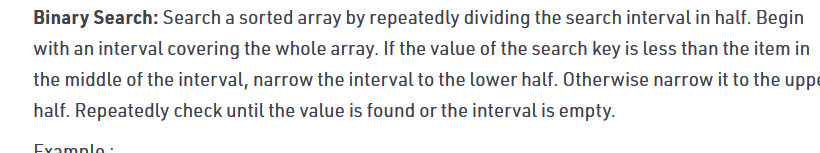 Binary Search: Search a sorted array by repeatedly dividing the search interval in half. Begin
with an interval covering the whole array. If the value of the search key is less than the item in
the middle of the interval, narrow the interval to the lower half. Otherwise narrow it to the uppe
half. Repeatedly check until the value is found or the interval is empty.
Example :